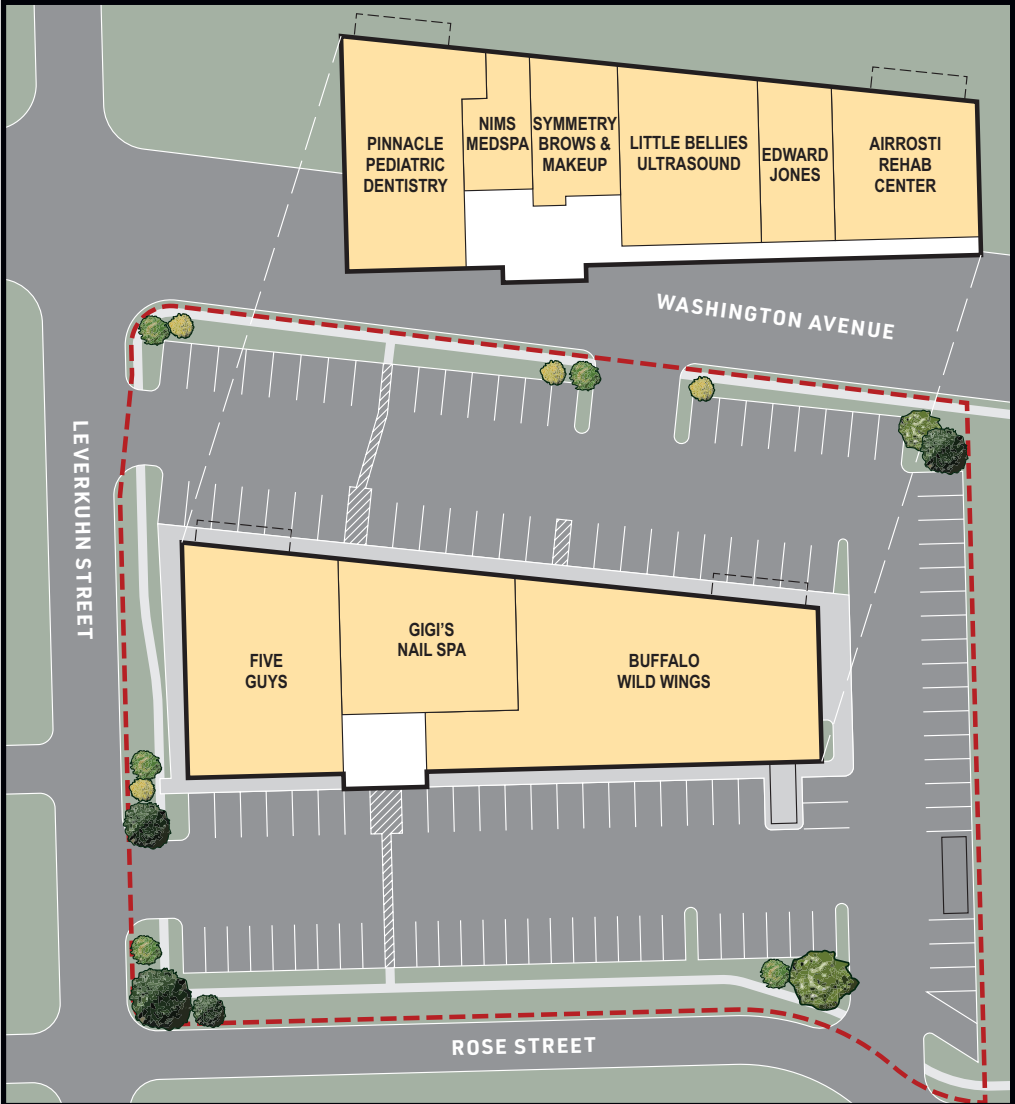 PINNACLE
PEDIATRIC
DENTISTRY
NIMS
MEDSPA
SYMMETRY
BROWS &
MAKEUP
LITTLE BELLIES
ULTRASOUND
EDWARD
JONES
AIRROSTI
REHAB
CENTER
WASHINGTON AVENUE
LEVERKUHN STREET
FIVE
GUYS
GIGI'S
NAIL SPA
BUFFALO
WILD WINGS
ROSE STREET